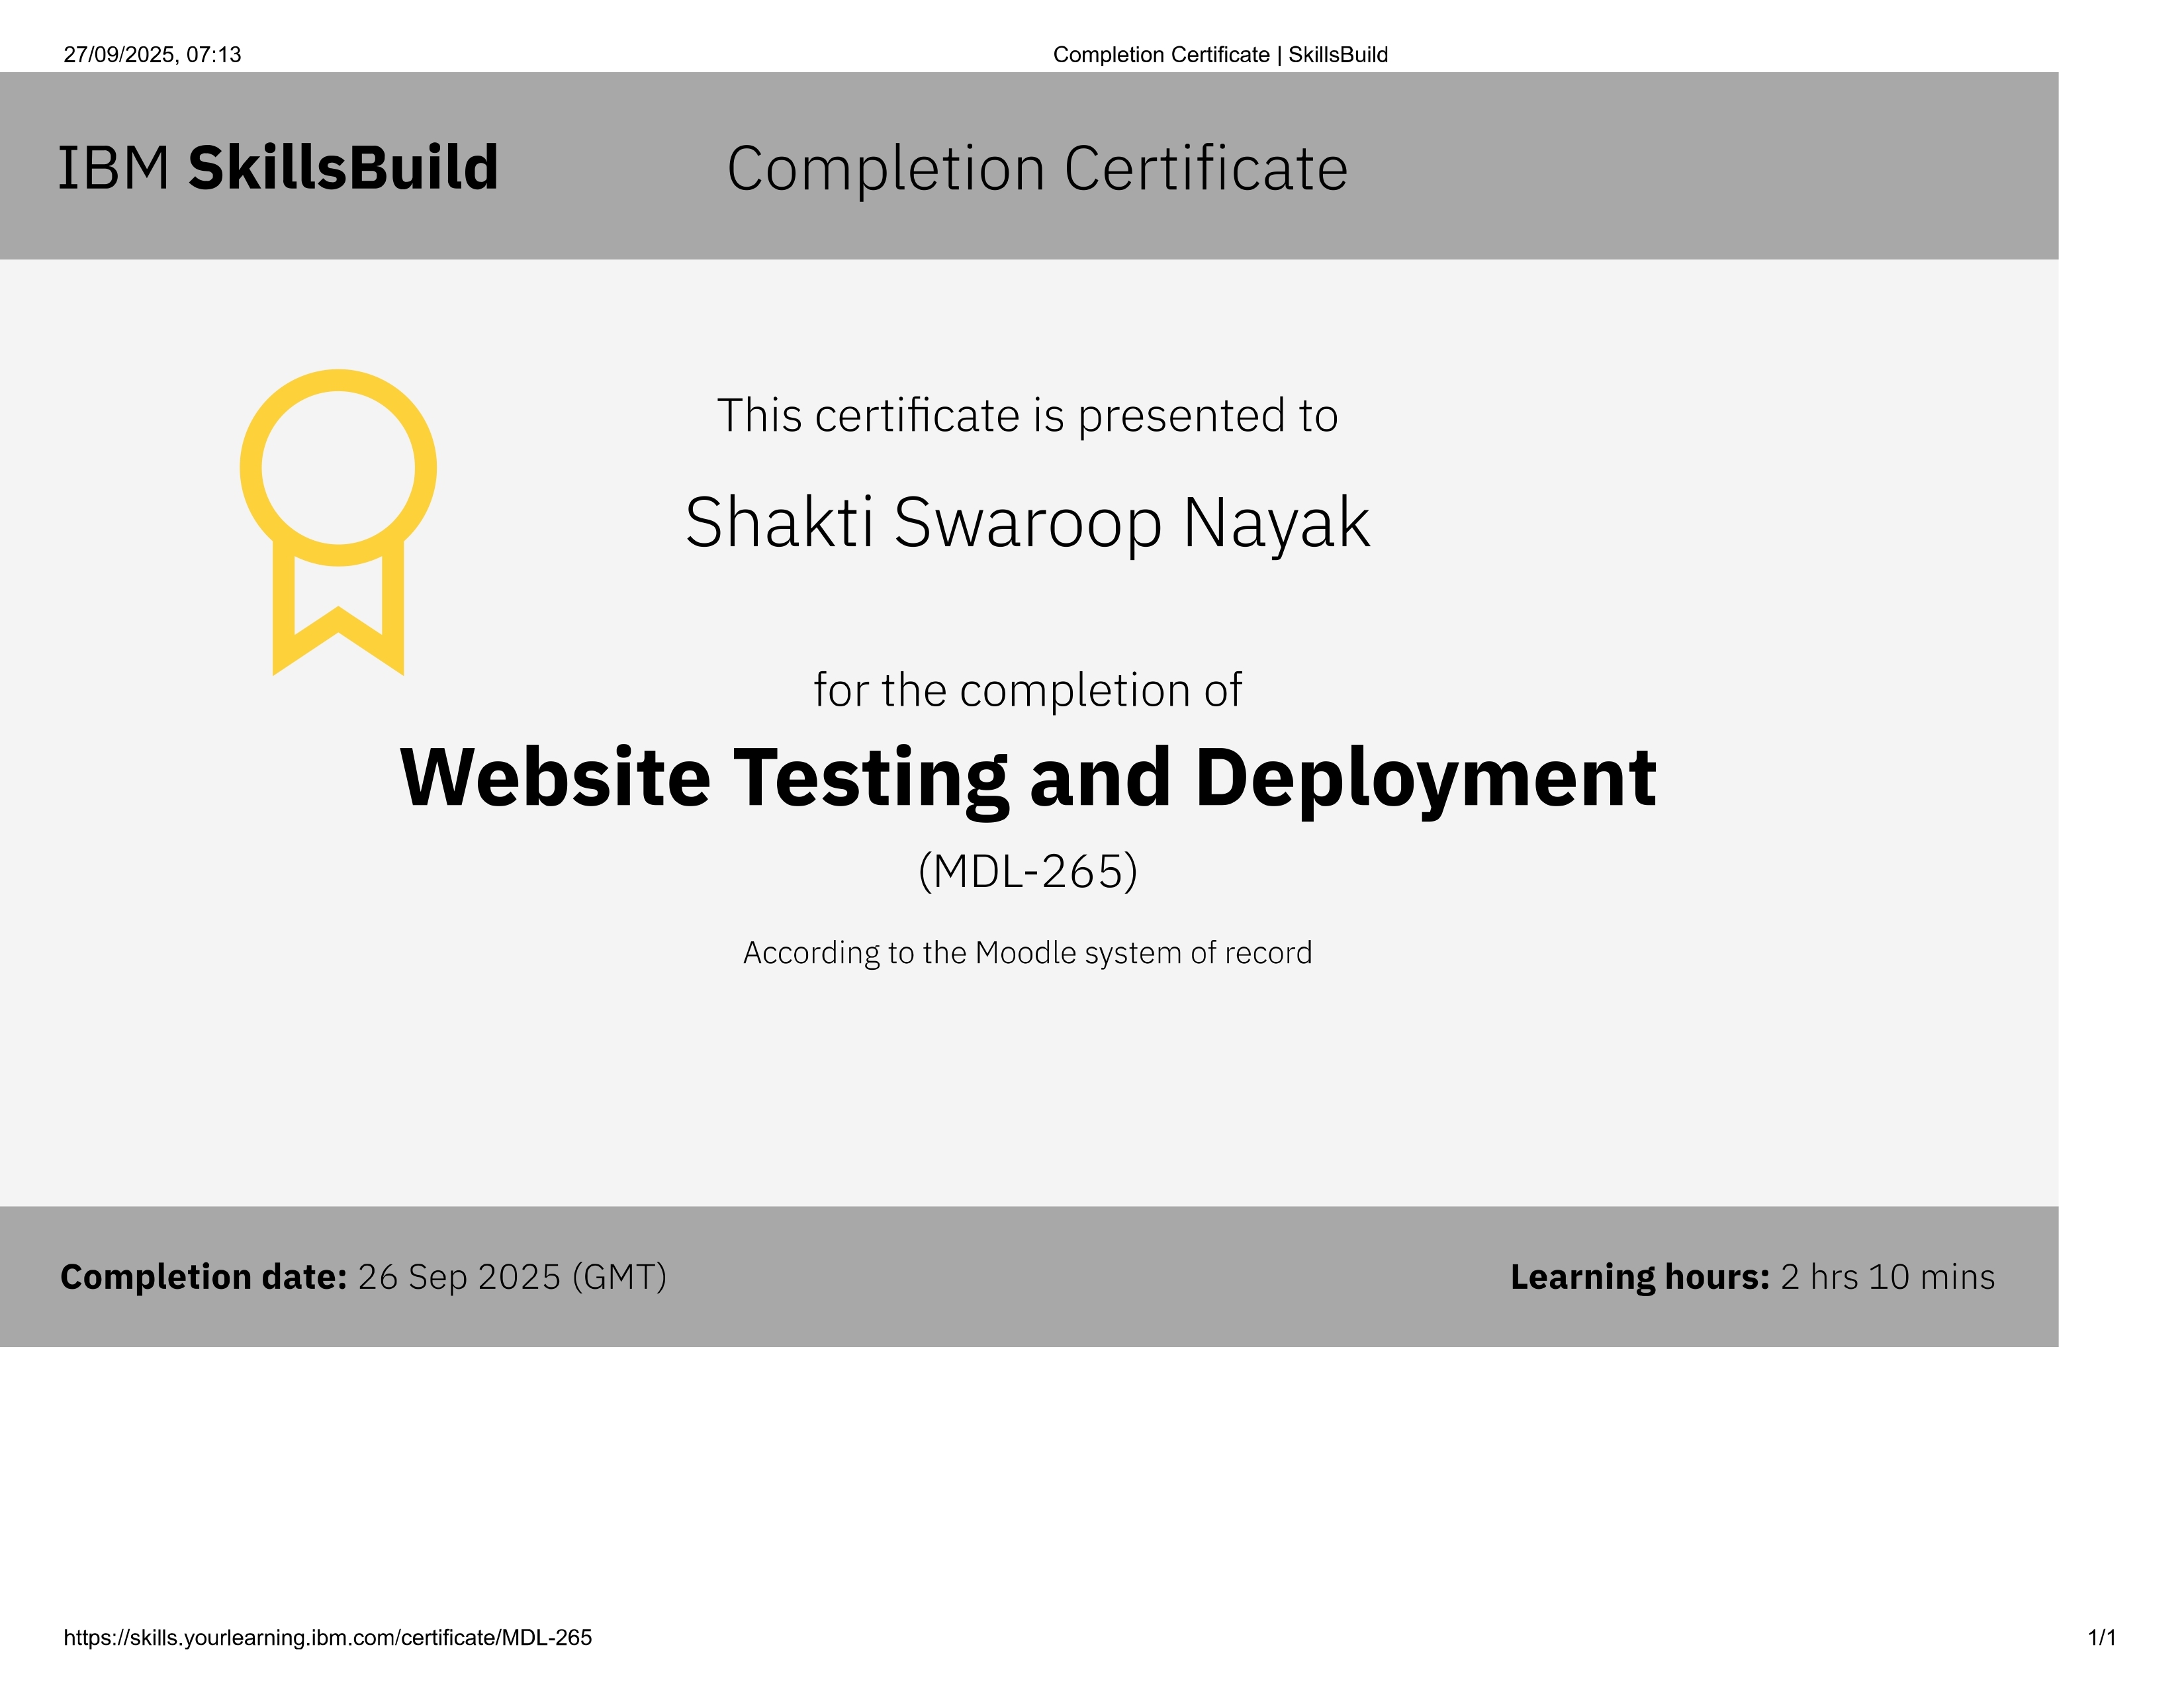 27/09/2025, 07:13
Completion Certificate | SkillsBuild
IBM SkillsBuild
Completion Certificate
This certificate is presented to
Shakti Swaroop Nayak
for the completion of
Website Testing and Deployment
(MDL-265)
According to the Moodle system of record
Completion date: 26 Sep 2025 (GMT)
Learning hours: 2 hrs 10 mins
https://skills.yourlearning.ibm.com/certificate/MDL-265
1/1